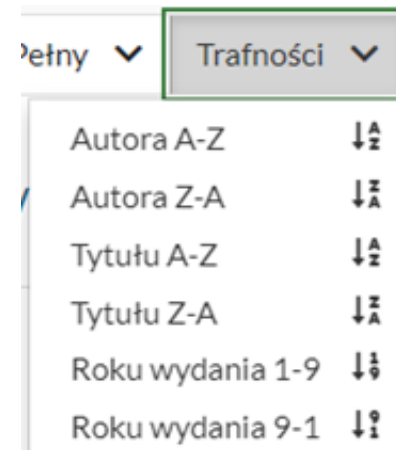 Pełny Trafności
Autora A-Z
Autora Z-A
Tytułu A-Z
Tytułu Z-A
Roku wydania 1-9
Roku wydania 9-1